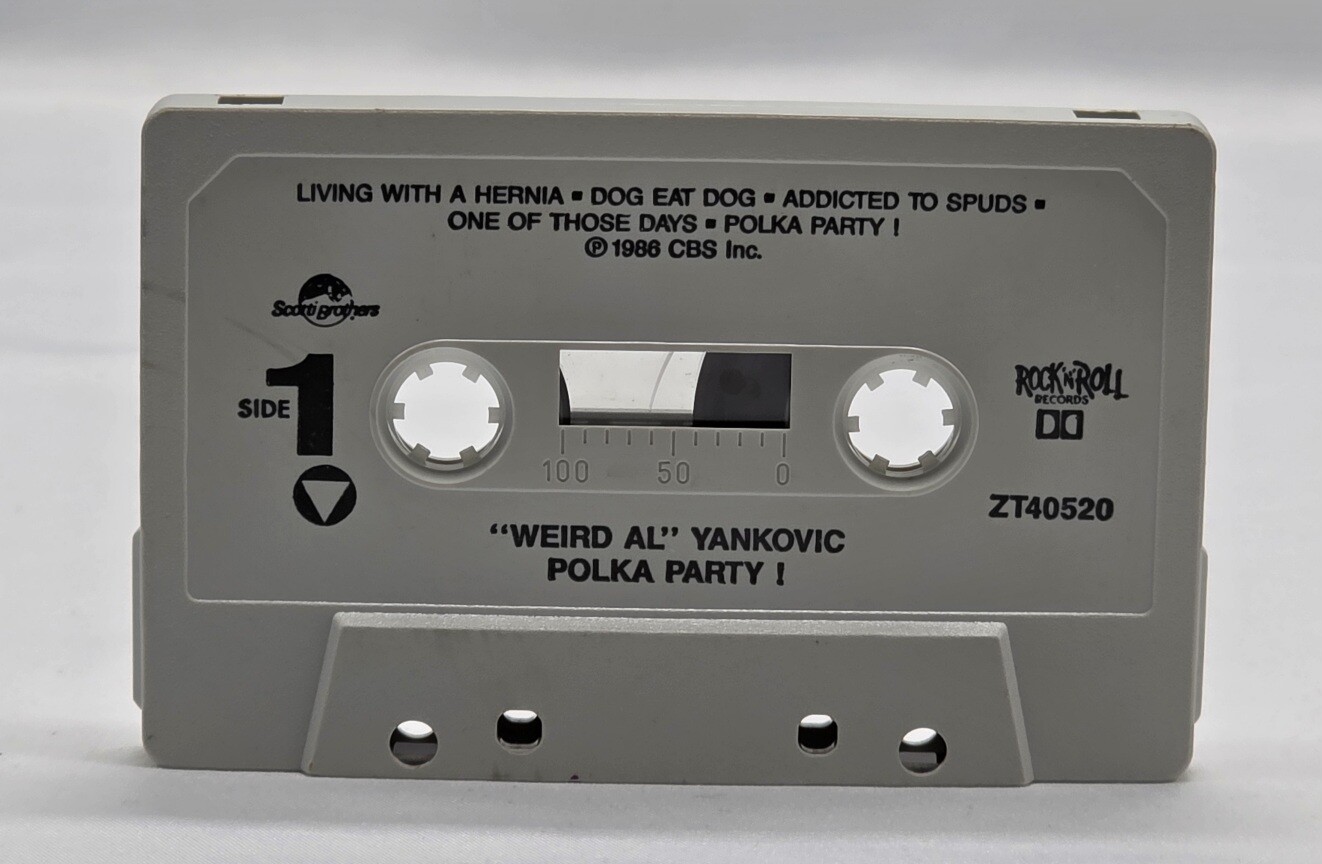 LIVING WITH A HERNIA ▪ DOG EAT DOG ▪ ADDICTED TO SPUDS ▪
ONE OF THOSE DAYS ▪ POLKA PARTY !
Ⓟ 1986 CBS Inc.
Scotti Brothers
SIDE 1
ROCK 'N' ROLL
RECORDS
100 50 0
ZT40520
“WEIRD AL” YANKOVIC
POLKA PARTY !